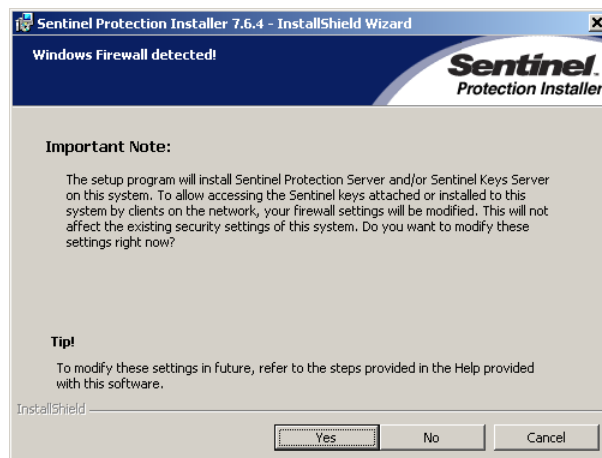 Sentinel Protection Installer 7.6.4 - InstallShield Wizard
Windows Firewall detected!
Sentinel.
Protection Installer
Important Note:
The setup program will install Sentinel Protection Server and/or Sentinel Keys Server
on this system. To allow accessing the Sentinel keys attached or installed to this
system by clients on the network, your firewall settings will be modified. This will not
affect the existing security settings of this system. Do you want to modify these
settings right now?
Tip!
To modify these settings in future, refer to the steps provided in the Help provided
with this software.
InstallShield
Yes
No
Cancel